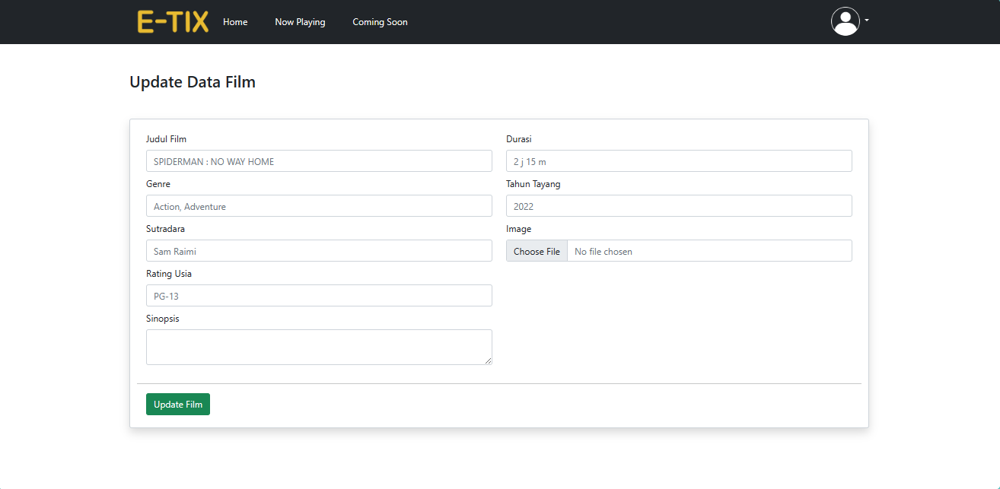 E-TIX Home Now Playing Coming Soon
Update Data Film
Judul Film
SPIDERMAN : NO WAY HOME
Genre
Action, Adventure
Sutradara
Sam Raimi
Rating Usia
PG-13
Sinopsis
Durasi
2 j 15 m
Tahun Tayang
2022
Image
Choose File No file chosen
Update Film